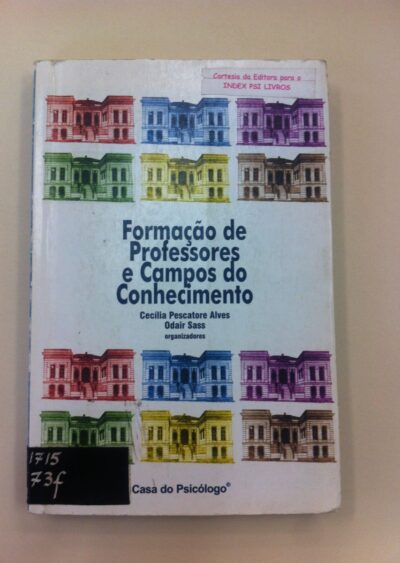 Cortesia da Editora para o
INDEX PSI LIVROS
Formação de
Professores
e Campos do
Conhecimento
Cecília Pescatore Alves
Odair Sass
organizadores
1715
73f
Casa do Psicólogo®